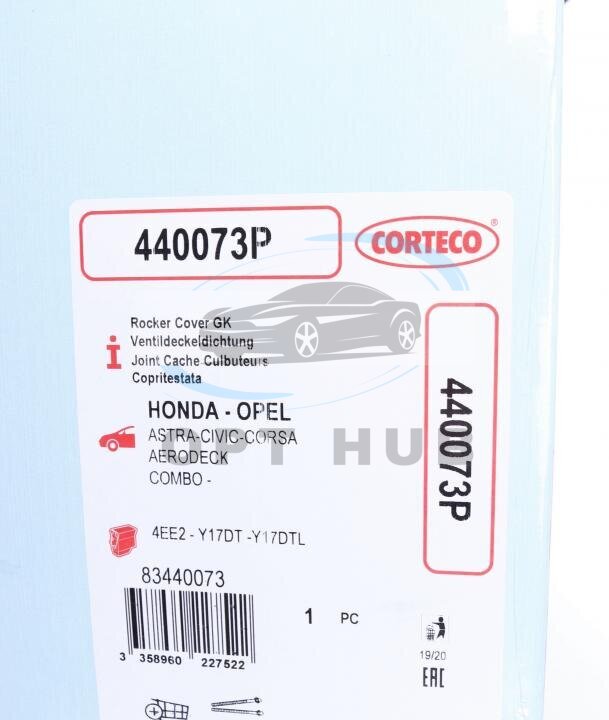 440073P
CORTECO®
Rocker Cover GK
Ventildeckeldichtung
Joint Cache Culbuteurs
Copritestata
HONDA - OPEL
ASTRA-CIVIC-CORSA
AERODECK
COMBO -
440073P
4EE2 - Y17DT -Y17DTL
83440073
3 358960 227522
1 PC
19/20
EAC